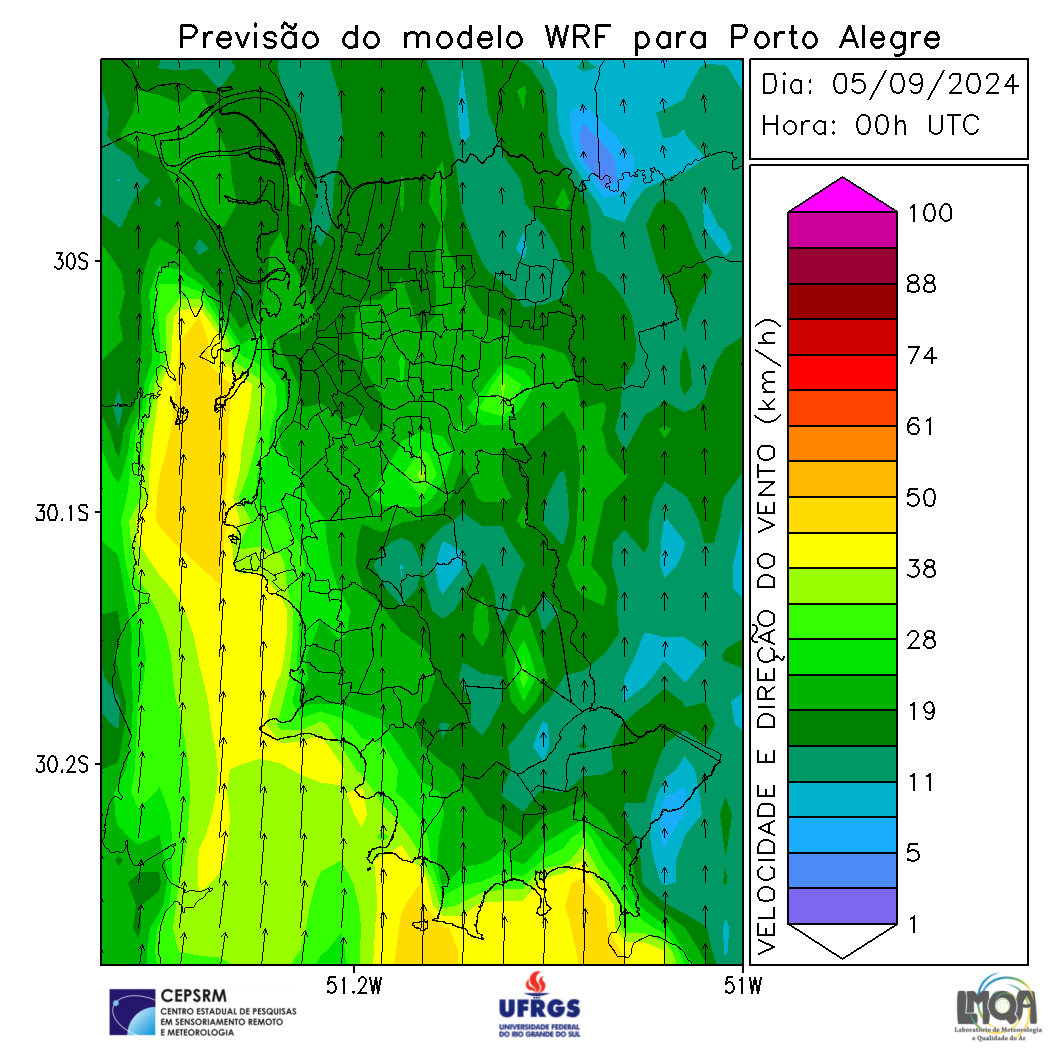 Previsão do modelo WRF para Porto Alegre
Dia: 05/09/2024
Hora: 00h UTC
100
88
74
61
50
38
28
19
11
5
1
VELOCIDADE E DIREÇÃO DO VENTO (km/h)
30S
30.1S
30.2S
51.2W
51W
CEPSRM
CENTRO ESTADUAL DE PESQUISAS
EM SENSORIAMENTO REMOTO
E METEOROLOGIA
UFRGS
UNIVERSIDADE FEDERAL
DO RIO GRANDE DO SUL
LMQA
Laboratório de Meteorologia
e Qualidade do Ar